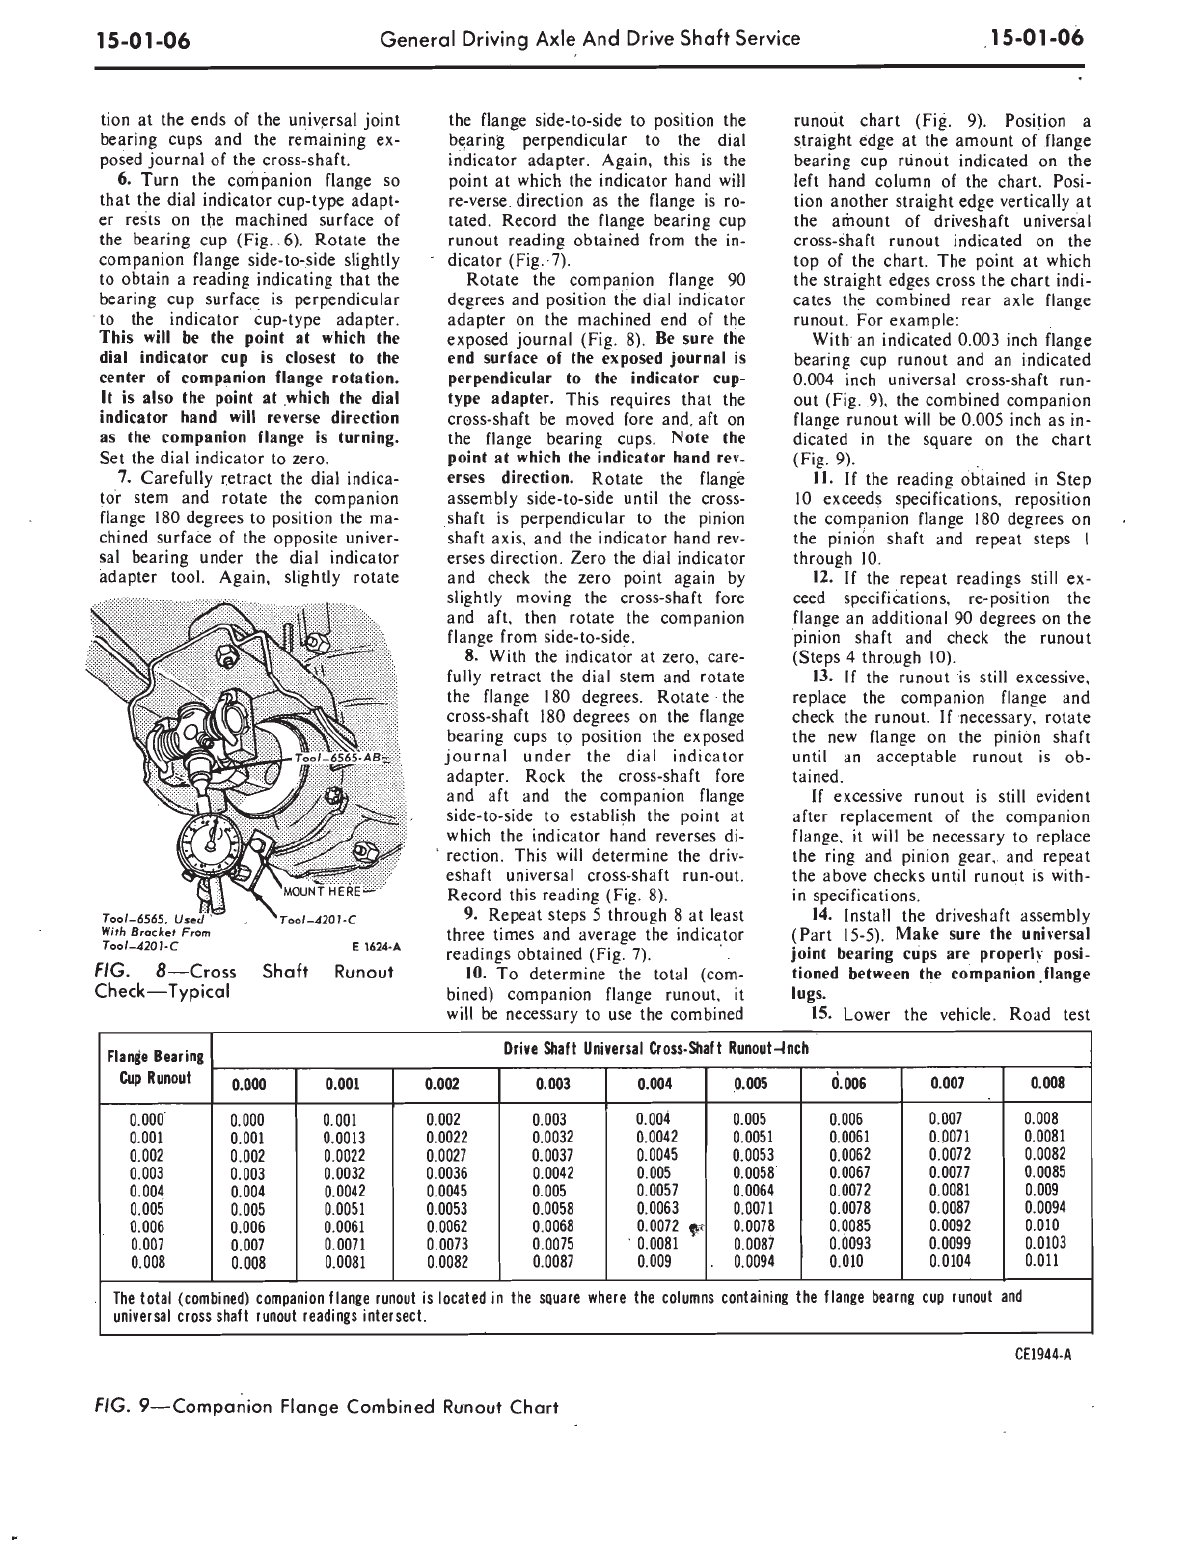 15-01-06
General Driving Axle And Drive Shaft Service
15-01-06
tion at the ends of the universal joint
bearing cups and the remaining ex-
posed journal of the cross-shaft.
6. Turn the companion flange so
that the dial indicator cup-type adapt-
er rests on the machined surface of
the bearing cup (Fig. 6). Rotate the
companion flange side-to-side slightly
to obtain a reading indicating that the
bearing cup surface is perpendicular
to the indicator cup-type adapter.
This will be the point at which the
dial indicator cup is closest to the
center of companion flange rotation.
It is also the point at which the dial
indicator hand will reverse direction
as the companion flange is turning.
Set the dial indicator to zero.
7. Carefully retract the dial indica-
tor stem and rotate the companion
flange 180 degrees to position the ma-
chined surface of the opposite univer-
sal bearing under the dial indicator
adapter tool. Again, slightly rotate
Tool-6565-AB
MOUNT HERE
Tool-6565, Used
With Bracket From
Tool-4201-C
Tool-4201-C
E 1624-A
FIG. 8—Cross Shaft Runout
Check—Typical
the flange side-to-side to position the
bearing perpendicular to the dial
indicator adapter. Again, this is the
point at which the indicator hand will
re-verse direction as the flange is ro-
tated. Record the flange bearing cup
runout reading obtained from the in-
dicator (Fig. 7).
Rotate the companion flange 90
degrees and position the dial indicator
adapter on the machined end of the
exposed journal (Fig. 8). Be sure the
end surface of the exposed journal is
perpendicular to the indicator cup-
type adapter. This requires that the
cross-shaft be moved fore and aft on
the flange bearing cups. Note the
point at which the indicator hand rev-
erses direction. Rotate the flange
assembly side-to-side until the cross-
shaft is perpendicular to the pinion
shaft axis, and the indicator hand rev-
erses direction. Zero the dial indicator
and check the zero point again by
slightly moving the cross-shaft fore
and aft, then rotate the companion
flange from side-to-side.
8. With the indicator at zero, care-
fully retract the dial stem and rotate
the flange 180 degrees. Rotate the
cross-shaft 180 degrees on the flange
bearing cups to position the exposed
journal under the dial indicator
adapter. Rock the cross-shaft fore
and aft and the companion flange
side-to-side to establish the point at
which the indicator hand reverses di-
rection. This will determine the driv-
eshaft universal cross-shaft run-out.
Record this reading (Fig. 8).
9. Repeat steps 5 through 8 at least
three times and average the indicator
readings obtained (Fig. 7).
10. To determine the total (com-
bined) companion flange runout, it
will be necessary to use the combined
runout chart (Fig. 9). Position a
straight edge at the amount of flange
bearing cup runout indicated on the
left hand column of the chart. Posi-
tion another straight edge vertically at
the amount of driveshaft universal
cross-shaft runout indicated on the
top of the chart. The point at which
the straight edges cross the chart indi-
cates the combined rear axle flange
runout. For example:
With an indicated 0.003 inch flange
bearing cup runout and an indicated
0.004 inch universal cross-shaft run-
out (Fig. 9), the combined companion
flange runout will be 0.005 inch as in-
dicated in the square on the chart
(Fig. 9).
11. If the reading obtained in Step
10 exceeds specifications, reposition
the companion flange 180 degrees on
the pinion shaft and repeat steps 1
through 10.
12. If the repeat readings still ex-
ceed specifications, re-position the
flange an additional 90 degrees on the
pinion shaft and check the runout
(Steps 4 through 10).
13. If the runout is still excessive,
replace the companion flange and
check the runout. If necessary, rotate
the new flange on the pinion shaft
until an acceptable runout is ob-
tained.
If excessive runout is still evident
after replacement of the companion
flange, it will be necessary to replace
the ring and pinion gear, and repeat
the above checks until runout is with-
in specifications.
14. Install the driveshaft assembly
(Part 15-5). Make sure the universal
joint bearing cups are properly posi-
tioned between the companion flange
lugs.
15. Lower the vehicle. Road test
Flange Bearing
Cup Runout
Drive Shaft Universal Cross-Shaft Runout-Inch
0.000 0.001 0.002 0.003 0.004 0.005 0.006 0.007 0.008
0.000 0.000 0.001 0.002 0.003 0.004 0.005 0.006 0.007 0.008
0.001 0.001 0.0013 0.0022 0.0032 0.0042 0.0051 0.0061 0.0071 0.0081
0.002 0.002 0.0022 0.0027 0.0037 0.0045 0.0053 0.0062 0.0072 0.0082
0.003 0.003 0.0032 0.0036 0.0042 0.005 0.0058 0.0067 0.0077 0.0085
0.004 0.004 0.0042 0.0045 0.005 0.0057 0.0064 0.0072 0.0081 0.009
0.005 0.005 0.0051 0.0053 0.0058 0.0063 0.0071 0.0078 0.0087 0.0094
0.006 0.006 0.0061 0.0062 0.0068 0.0072 0.0078 0.0085 0.0092 0.010
0.007 0.007 0.0071 0.0073 0.0075 0.0081 0.0087 0.0093 0.0099 0.0103
0.008 0.008 0.0081 0.0082 0.0087 0.009 0.0094 0.010 0.0104 0.011
The total (combined) companion flange runout is located in the square where the columns containing the flange bearng cup runout and
universal cross shaft runout readings intersect.
CE1944-A
FIG. 9—Companion Flange Combined Runout Chart